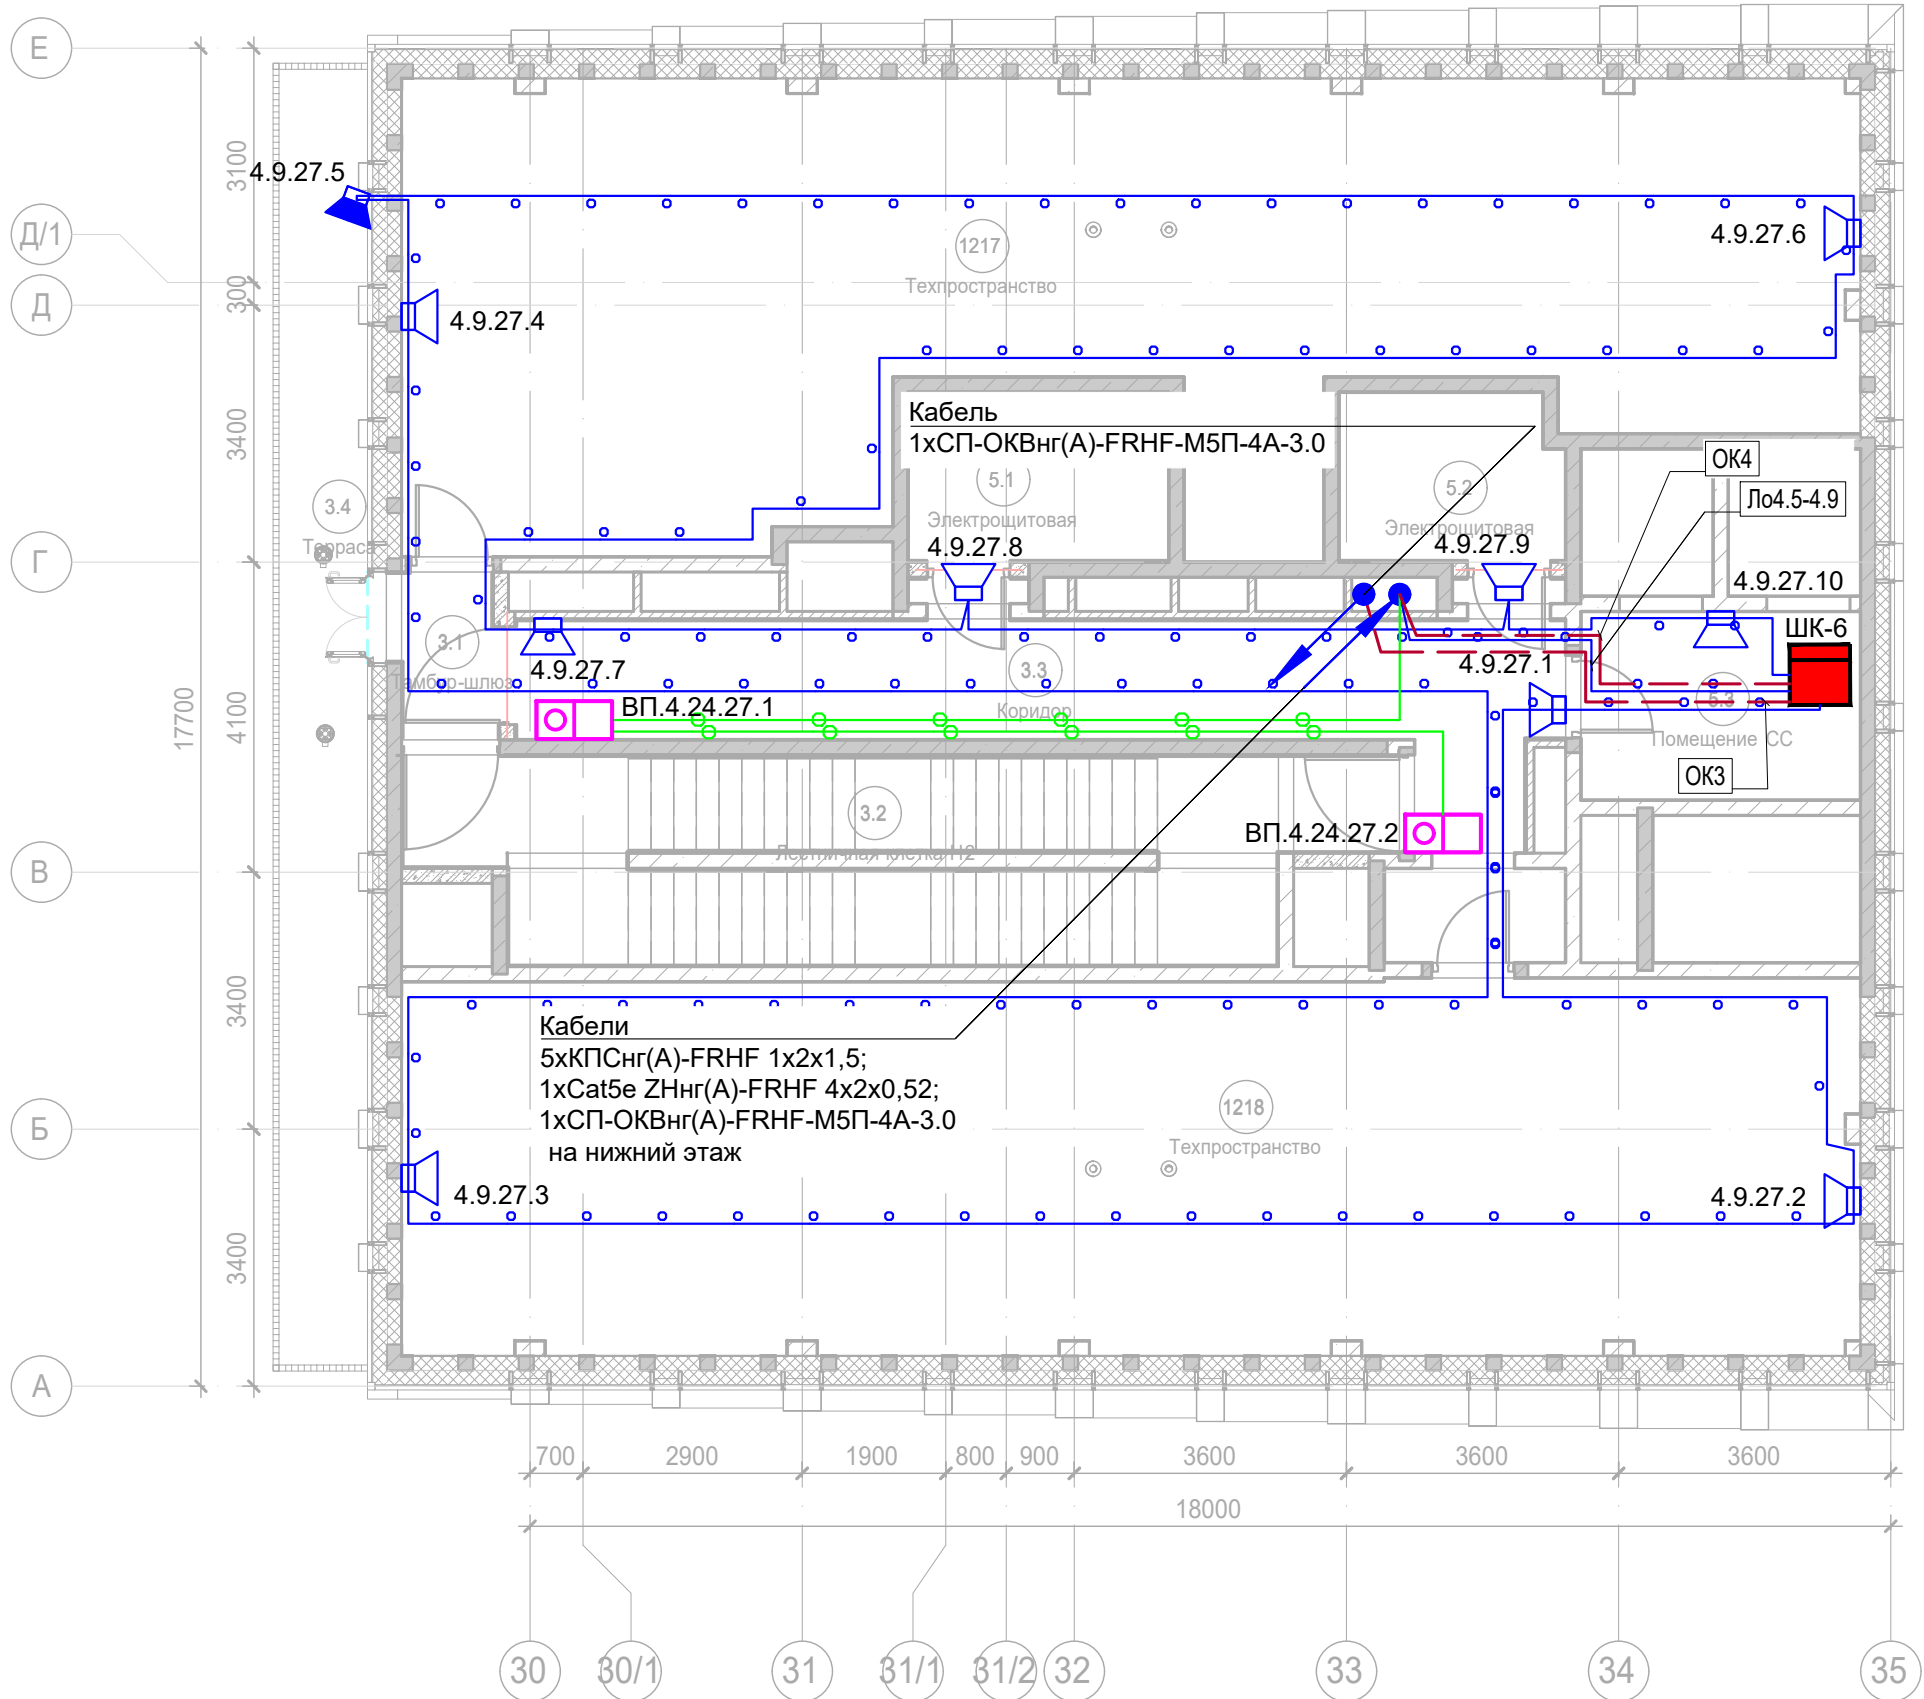 Е
3100
4.9.27.5
Д/1
1217
Техпространство
4.9.27.6
300
Д
4.9.27.4
Кабель
1хСП-ОКВнг(А)-FRHF-М5П-4А-3.0
3400
ОК4
5.1
5.2
Ло4.5-4.9
3.4
Электрощитовая
Электрощитовая
Терраса
4.9.27.8
4.9.27.9
Г
4.9.27.10
ШК-6
3.1
4.9.27.7
3.3
4.9.27.1
Тамбур-шлюз
5.3
ВП.4.24.27.1
Коридор
17700
4100
Помещение СС
ОК3
3.2
ВП.4.24.27.2
Лестничная клетка Н2
В
3400
Кабели
5хКПСнг(А)-FRHF 1х2х1,5;
1хCat5e ZHнг(А)-FRHF 4х2х0,52;
1хСП-ОКВнг(А)-FRHF-М5П-4А-3.0
на нижний этаж
1218
Техпространство
Б
4.9.27.3
4.9.27.2
3400
А
700
2900
1900
800
900
3600
3600
3600
18000
30
30/1
31
31/1
31/2
32
33
34
35